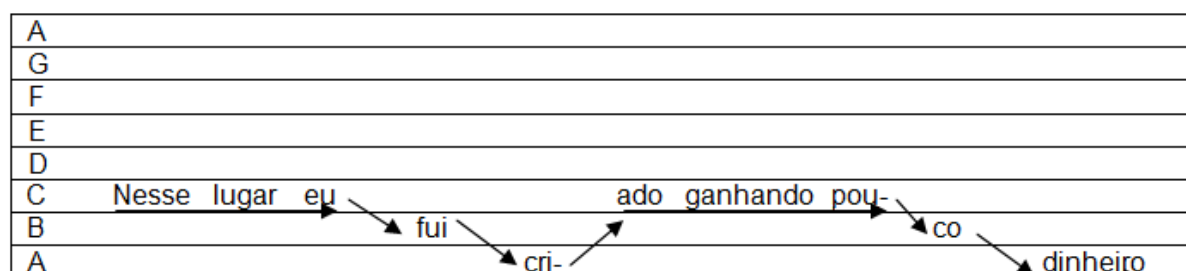 A
G
F
E
D
C Nesse lugar eu ado ganhando pou-
B fui co
A cri- dinheiro